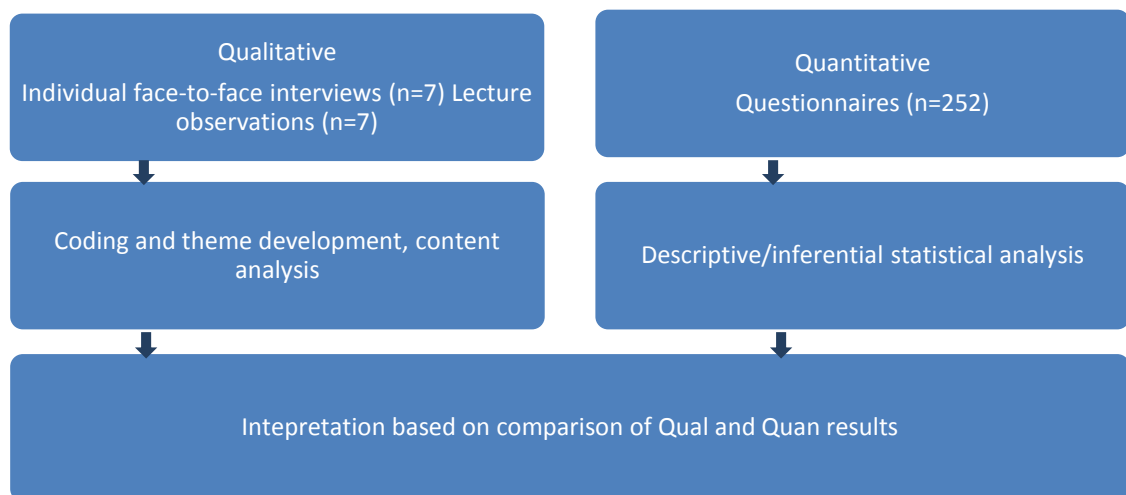 Qualitative
Individual face-to-face interviews (n=7) Lecture
observations (n=7)
Quantitative
Questionnaires (n=252)
Coding and theme development, content
analysis
Descriptive/inferential statistical analysis
Intepretation based on comparison of Qual and Quan results